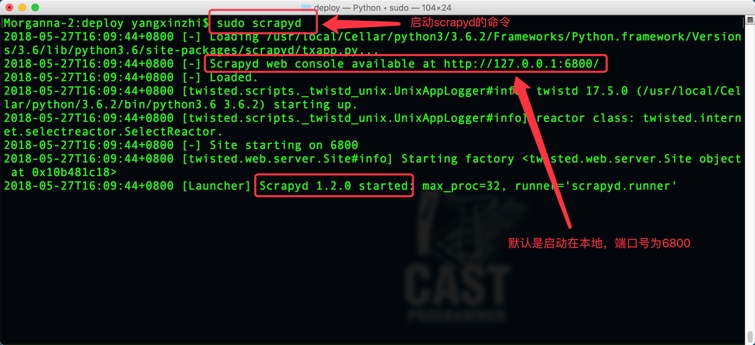 deploy — Python • sudo — 104×24
Morganna-2:deploy yangxinzhi$ sudo scrapyd 启动scrapyd的命令
2018-05-27T16:09:44+0800 [-] Loading /usr/local/Cellar/python3/3.6.2/Frameworks/Python.framework/Version
s/3.6/lib/python3.6/site-packages/scrapyd/txapp.py...
2018-05-27T16:09:44+0800 [-] Scrapyd web console available at http://127.0.0.1:6800/
2018-05-27T16:09:44+0800 [-] Loaded.
2018-05-27T16:09:44+0800 [twisted.scripts._twistd_unix.UnixAppLogger#info] twistd 17.5.0 (/usr/local/Cel
lar/python/3.6.2/bin/python3.6 3.6.2) starting up.
2018-05-27T16:09:44+0800 [twisted.scripts._twistd_unix.UnixAppLogger#info] reactor class: twisted.intern
et.selectreactor.SelectReactor.
2018-05-27T16:09:44+0800 [-] Site starting on 6800
2018-05-27T16:09:44+0800 [twisted.web.server.Site#info] Starting factory <twisted.web.server.Site object
at 0x10b481c18>
2018-05-27T16:09:44+0800 [Launcher] Scrapyd 1.2.0 started: max_proc=32, runner='scrapyd.runner'
默认是启动在本地，端口号为6800
CAST
PROGRAMMER